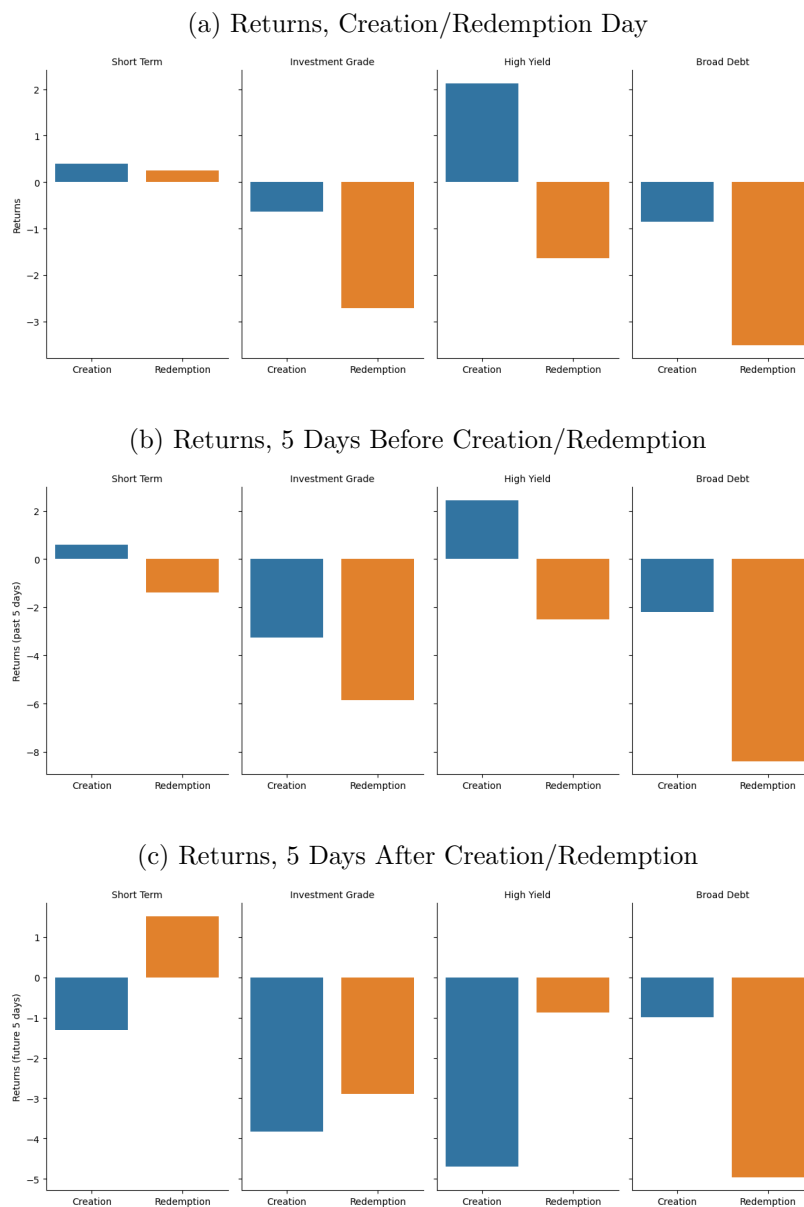 (a) Returns, Creation/Redemption Day
Short Term Investment Grade High Yield Broad Debt
2
1
0
−1
−2
−3
Returns
Creation Redemption Creation Redemption Creation Redemption Creation Redemption
(b) Returns, 5 Days Before Creation/Redemption
Short Term Investment Grade High Yield Broad Debt
2
0
−2
−4
−6
−8
Returns (past 5 days)
Creation Redemption Creation Redemption Creation Redemption Creation Redemption
(c) Returns, 5 Days After Creation/Redemption
Short Term Investment Grade High Yield Broad Debt
1
0
−1
−2
−3
−4
−5
Returns (future 5 days)
Creation Redemption Creation Redemption Creation Redemption Creation Redemption